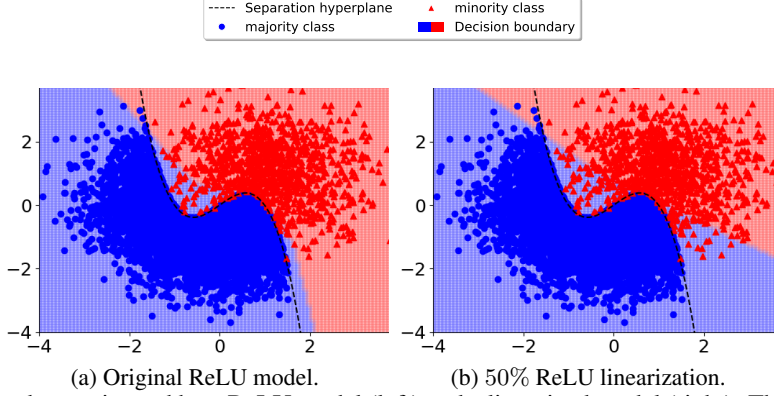 Separation hyperplane
minority class
majority class
Decision boundary
2
0
−2
−4
−4
−2
0
2
2
0
−2
−4
−4
−2
0
2
(a) Original ReLU model.
(b) 50% ReLU linearization.